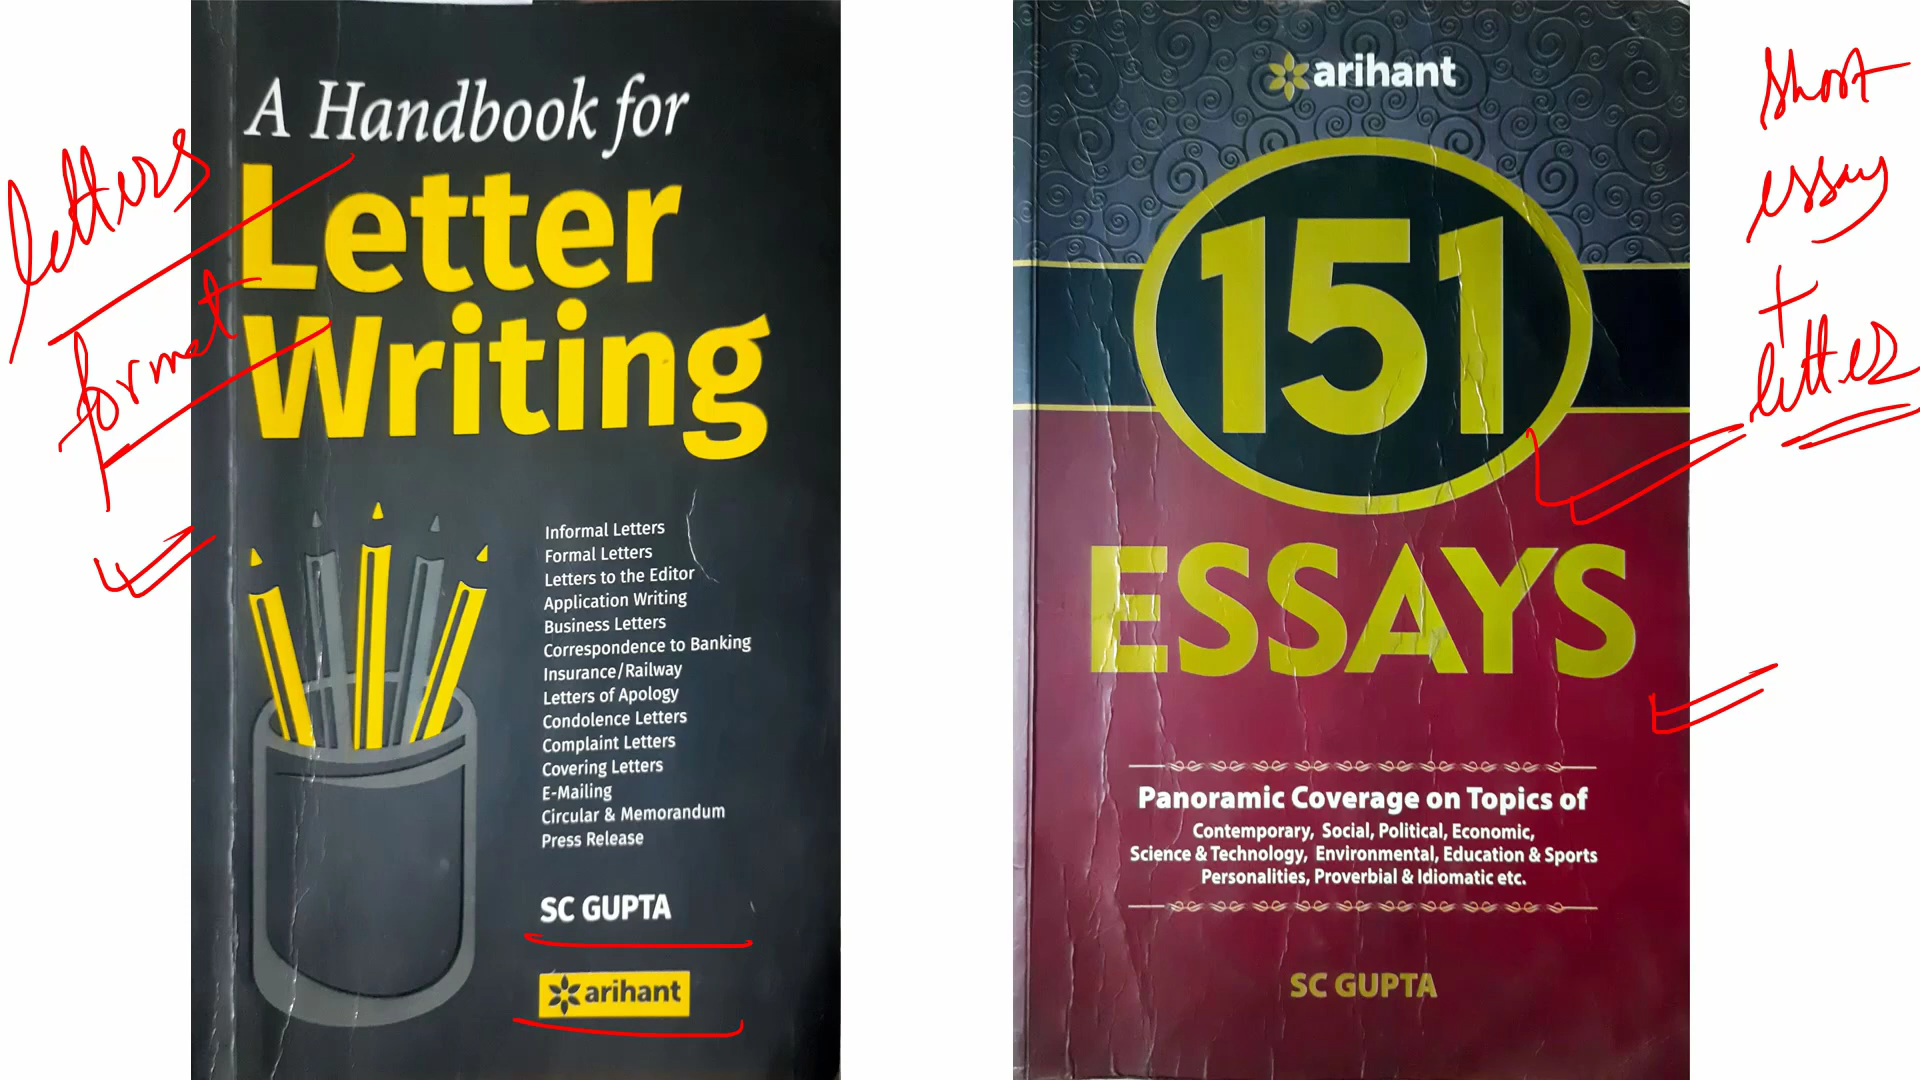 letters
format
A Handbook for
Letter
Writing
Informal Letters
Formal Letters
Letters to the Editor
Application Writing
Business Letters
Correspondence to Banking
Insurance/Railway
Letters of Apology
Condolence Letters
Complaint Letters
Covering Letters
E-Mailing
Circular & Memorandum
Press Release
SC GUPTA
arihant
arihant
151
ESSAYS
Panoramic Coverage on Topics of
Contemporary, Social, Political, Economic,
Science & Technology, Environmental, Education & Sports
Personalities, Proverbial & Idiomatic etc.
SC GUPTA
short
essay
+
letter